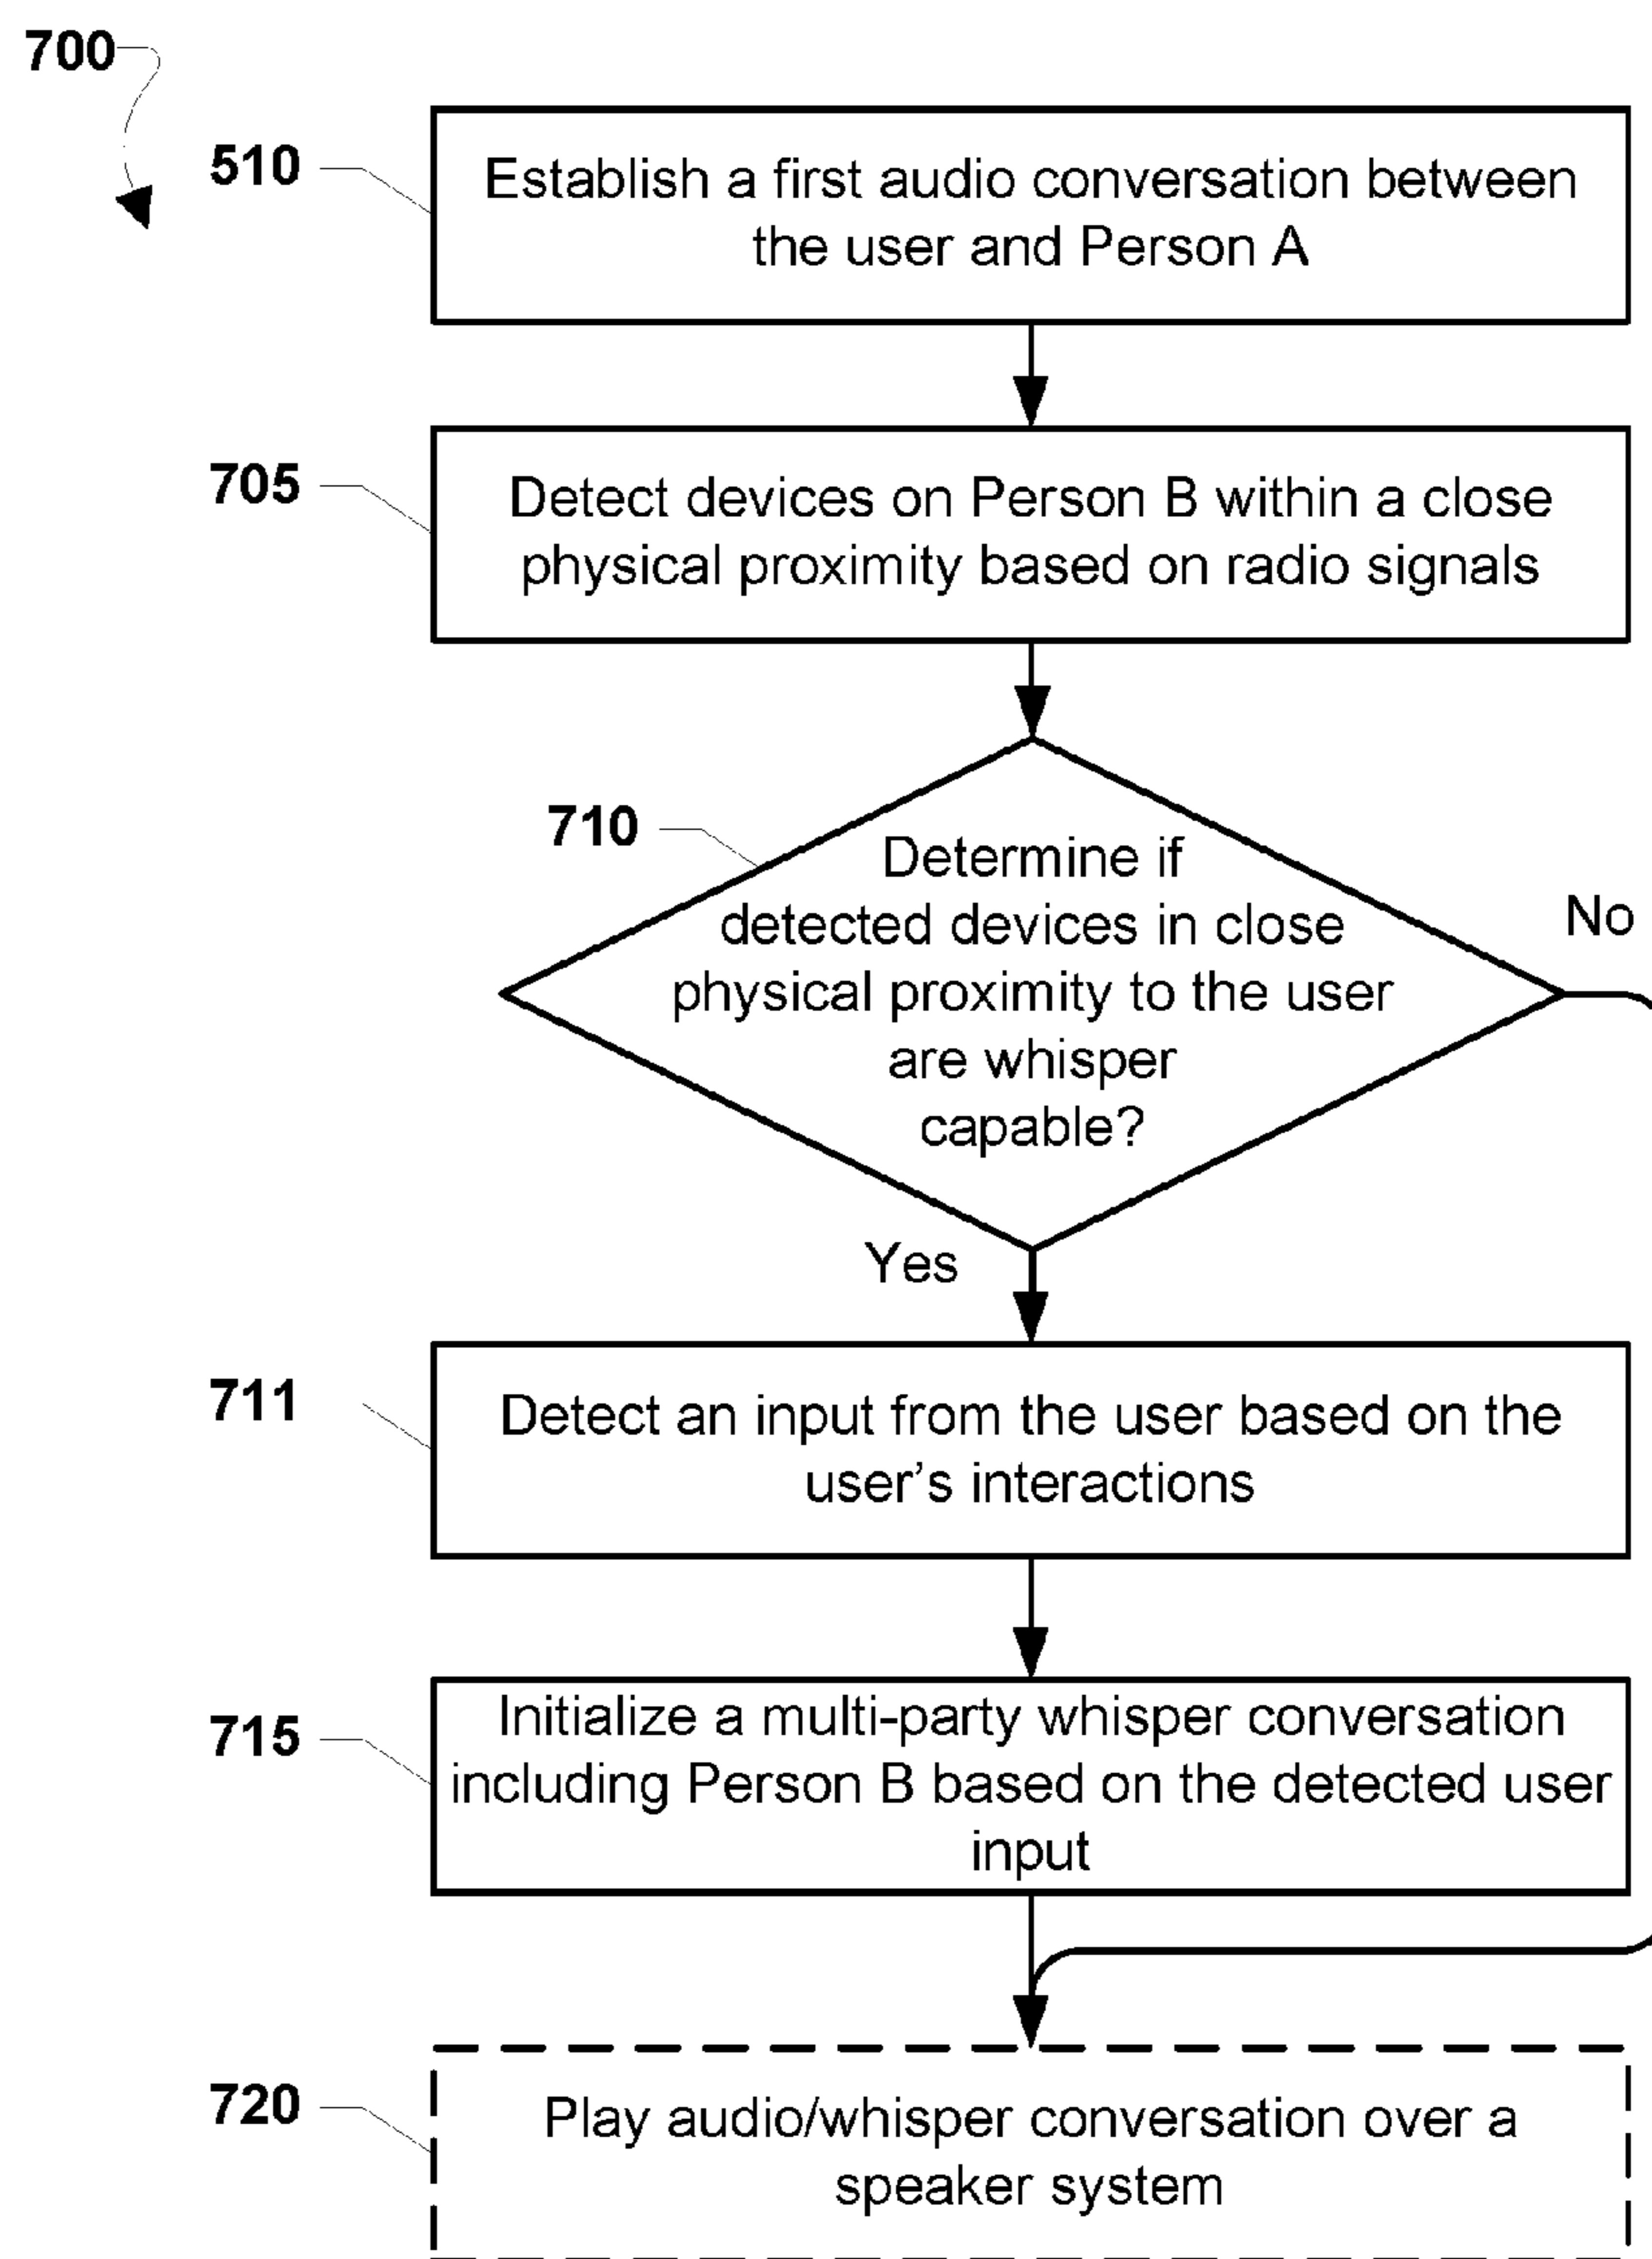 700
510
Establish a first audio conversation between
the user and Person A
705
Detect devices on Person B within a close
physical proximity based on radio signals
710
Determine if
detected devices in close
physical proximity to the user
are whisper
capable?
No
Yes
711
Detect an input from the user based on the
user’s interactions
715
Initialize a multi-party whisper conversation
including Person B based on the detected user
input
720
Play audio/whisper conversation over a
speaker system